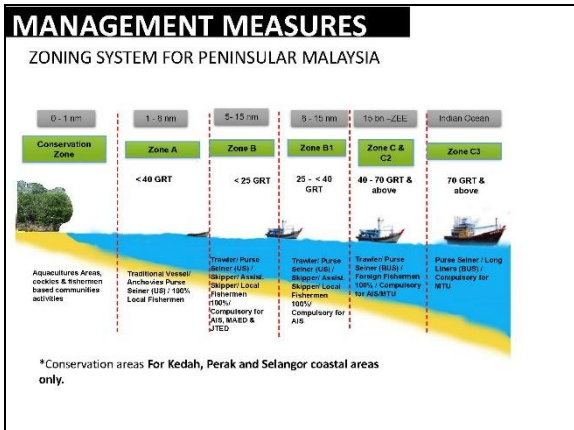 MANAGEMENT MEASURES
ZONING SYSTEM FOR PENINSULAR MALAYSIA
0 - 1 nm
1 - 8 nm
8- 15 nm
8 - 15 nm
15 bn -ZEE
Indian Ocean
Conservation
Zone
Zone A
Zone B
Zone B1
Zone C &
C2
Zone C3
< 40 GRT
< 25 GRT
25 - < 40
GRT
40 - 70 GRT &
above
70 GRT &
above
Aquacultures Areas,
cockles & fishermen
based communities
activities
Traditional Vessel/
Anchovies Purse
Seiner (US) / 100%
Local Fishermen
Trawler/ Purse
Seiner (US) /
Skipper/ Assist.
Skipper/ Local
Fishermen
100%/
Compulsory for
AIS, MAED &
JTED
Trawler/ Purse
Seiner (US) /
Skipper/ Assist.
Skipper/ Local
Fishermen
100%/
Compulsory for
AIS
Trawler/ Purse
Seiner (BUS) /
Foreign Fishermen
100% / Compulsory
for AIS/MTU
Purse Seiner / Long
Liners (BUS) /
Compulsory for
MTU
*Conservation areas For Kedah, Perak and Selangor coastal areas
only.